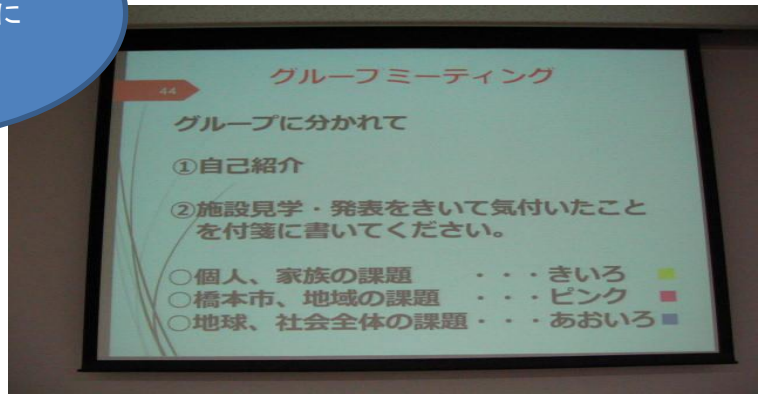 に
44
グループミーティング
グループに分かれて
①自己紹介
②施設見学・発表をきいて気付いたこと
を付箋に書いてください。
○個人、家族の課題　・・・きいろ
○橋本市、地域の課題　・・・ピンク
○地球、社会全体の課題・・・あおいろ